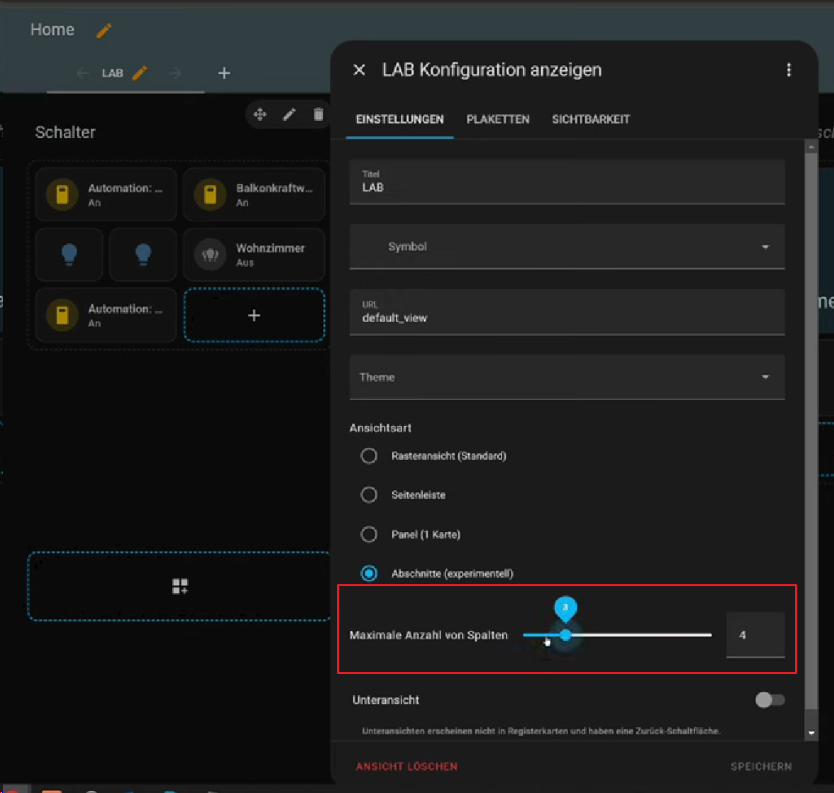 Home
LAB
LAB Konfiguration anzeigen
EINSTELLUNGEN PLAKETTEN SICHTBARKEIT
Schalter
Titel
LAB
Automation: ...
An
Balkonkraftw...
An
Symbol
Wohnzimmer
Aus
URL
default_view
Automation: ...
An
Theme
Ansichtsart
Rasteransicht (Standard)
Seitenleiste
Panel (1 Karte)
Abschnitte (experimentell)
3
Maximale Anzahl von Spalten
4
Unteransicht
Unteransichten erscheinen nicht in Registerkarten und haben eine Zurück-Schaltfläche.
ANSICHT LÖSCHEN
SPEICHERN